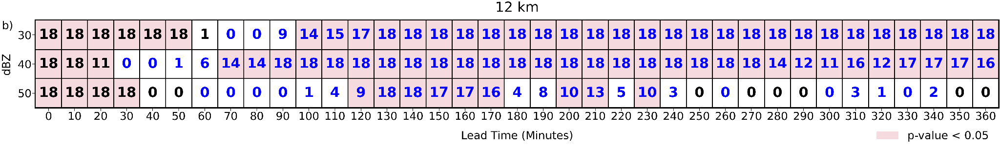 12 km
b)
30 18 18 18 18 18 18 1 0 0 9 14 15 17 18 18 18 18 18 18 18 18 18 18 18 18 18 18 18 18 18 18 18 18 18 18 18 18
dBZ
40 18 18 11 0 0 1 6 14 14 18 18 18 18 18 18 18 18 18 18 18 18 18 18 18 18 18 18 18 14 12 11 16 12 17 17 17 16
50 18 18 18 18 0 0 0 0 0 0 1 4 9 18 18 17 17 16 4 8 10 13 5 10 3 0 0 0 0 0 0 3 1 0 2 0 0
0 10 20 30 40 50 60 70 80 90 100 110 120 130 140 150 160 170 180 190 200 210 220 230 240 250 260 270 280 290 300 310 320 330 340 350 360
Lead Time (Minutes)
p-value < 0.05